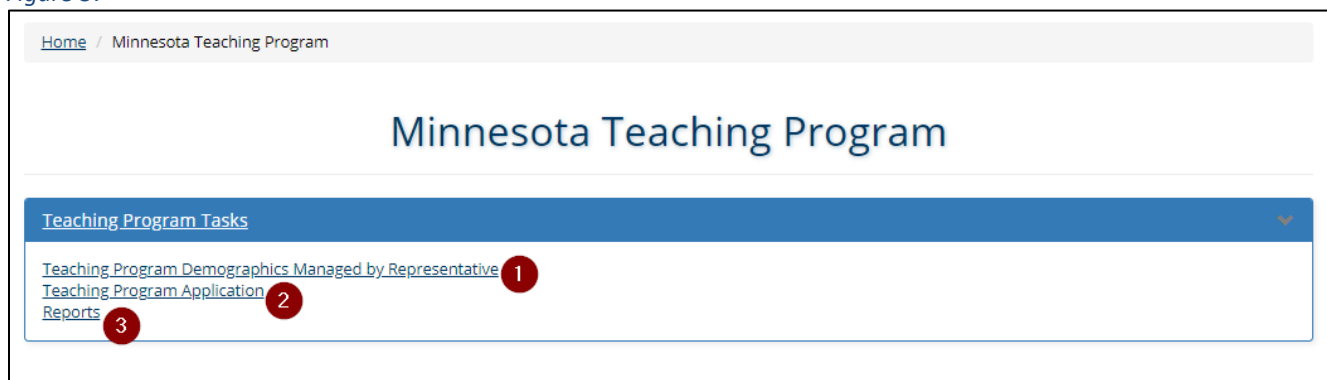 Home / Minnesota Teaching Program
Minnesota Teaching Program
Teaching Program Tasks
Teaching Program Demographics Managed by Representative 1
Teaching Program Application 2
Reports 3